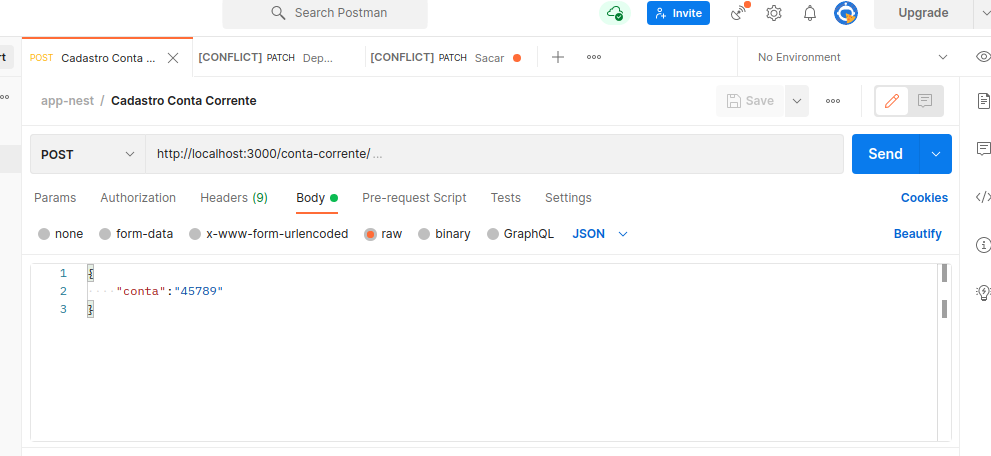 Search Postman
Invite
Upgrade
rt
POST Cadastro Conta ...
[CONFLICT] PATCH Dep...
[CONFLICT] PATCH Sacar
No Environment
app-nest / Cadastro Conta Corrente
Save
POST
http://localhost:3000/conta-corrente/ ...
Send
Params Authorization Headers (9) Body Pre-request Script Tests Settings Cookies
none form-data x-www-form-urlencoded raw binary GraphQL JSON Beautify
1 {
2 ····"conta":"45789"
3 }